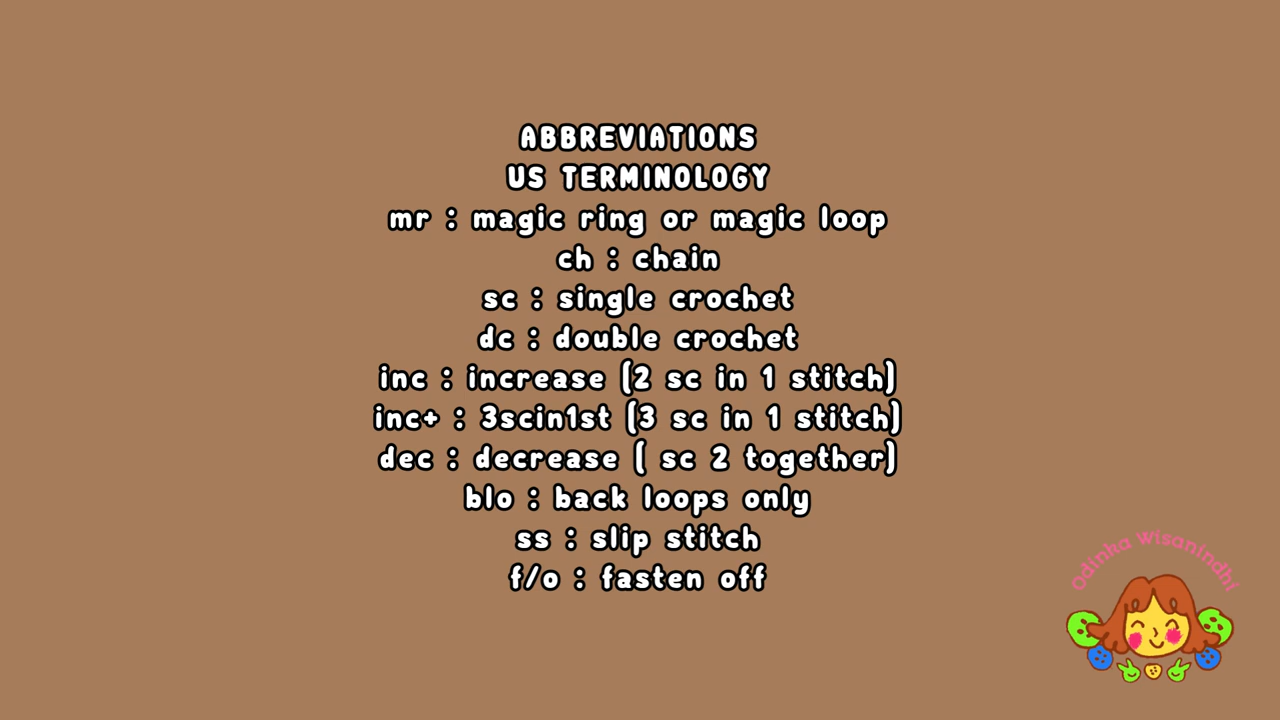 ABBREVIATIONS
US TERMINOLOGY
mr : magic ring or magic loop
ch : chain
sc : single crochet
dc : double crochet
inc : increase (2 sc in 1 stitch)
inc+ : 3scin1st (3 sc in 1 stitch)
dec : decrease ( sc 2 together)
blo : back loops only
ss : slip stitch
f/o : fasten off
Odinka Wisanindhi